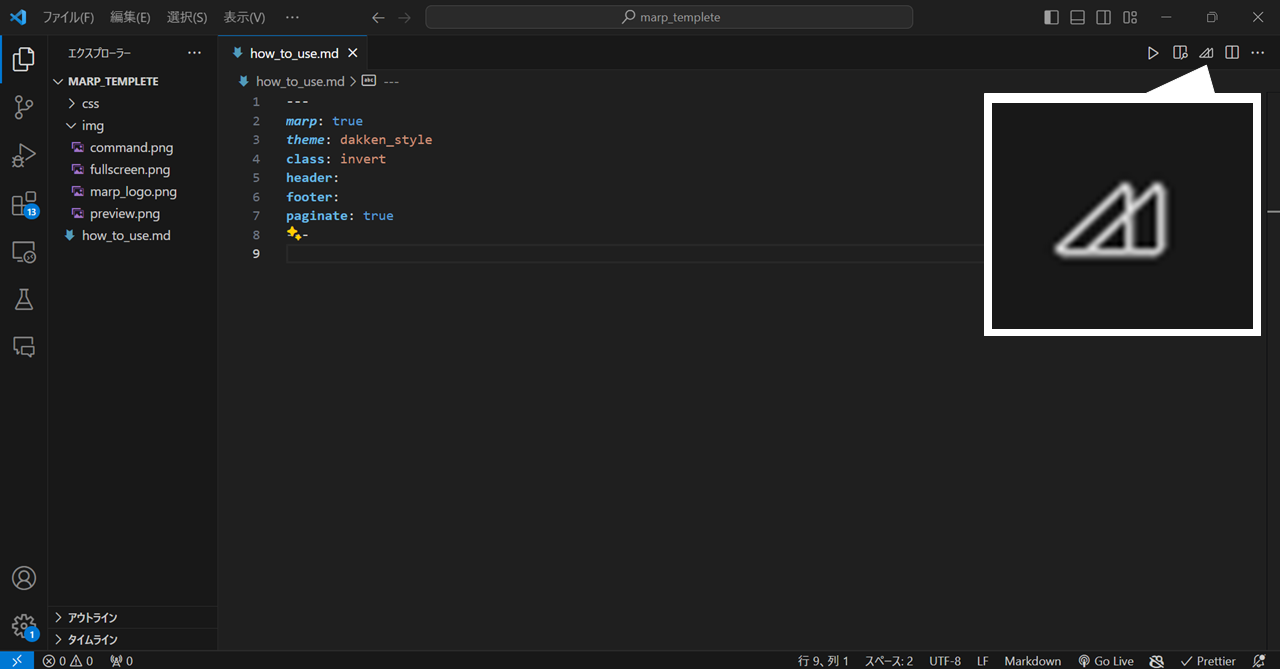 ファイル(F) 編集(E) 選択(S) 表示(V) ··· marp_templete
エクスプローラー ···
MARP_TEMPLETE
css
img
command.png
fullscreen.png
marp_logo.png
preview.png
how_to_use.md
アウトライン
タイムライン
how_to_use.md
how_to_use.md > abc ---
1 ---
2 marp: true
3 theme: dakken_style
4 class: invert
5 header:
6 footer:
7 paginate: true
8 -
9
13
1
0 0 0 行 9、列 1 スペース: 2 UTF-8 LF Markdown Go Live Prettier